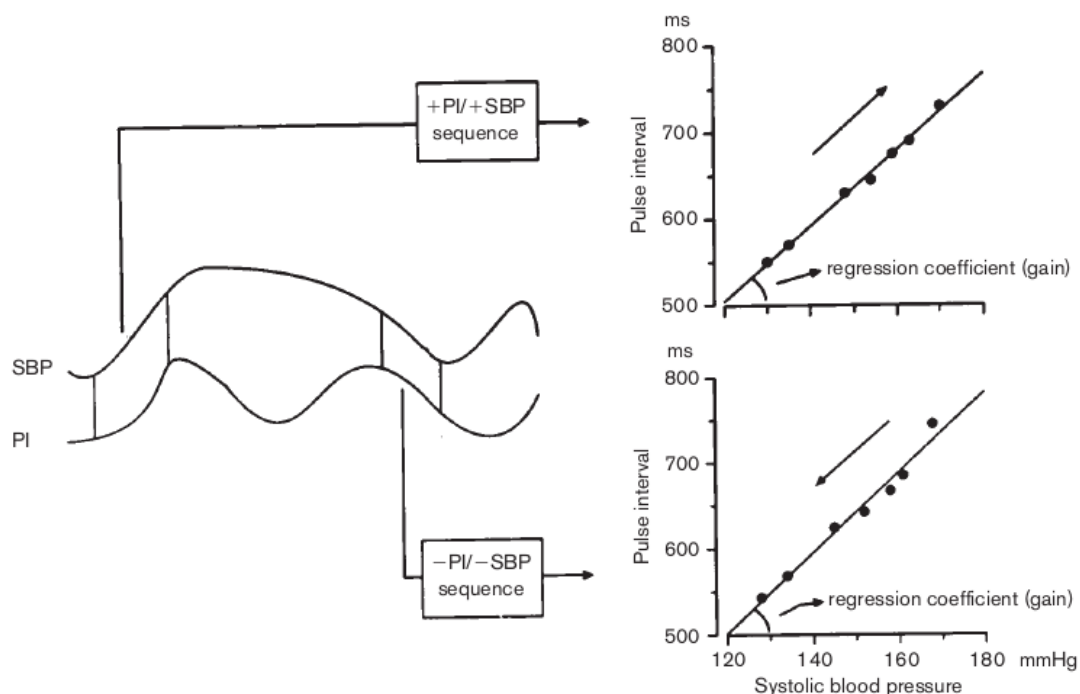 +PI/+SBP
sequence
SBP
PI
−PI/−SBP
sequence
ms
800
700
600
500
Pulse interval
regression coefficient (gain)
ms
800
700
600
500
Pulse interval
regression coefficient (gain)
120 140 160 180 mmHg
Systolic blood pressure